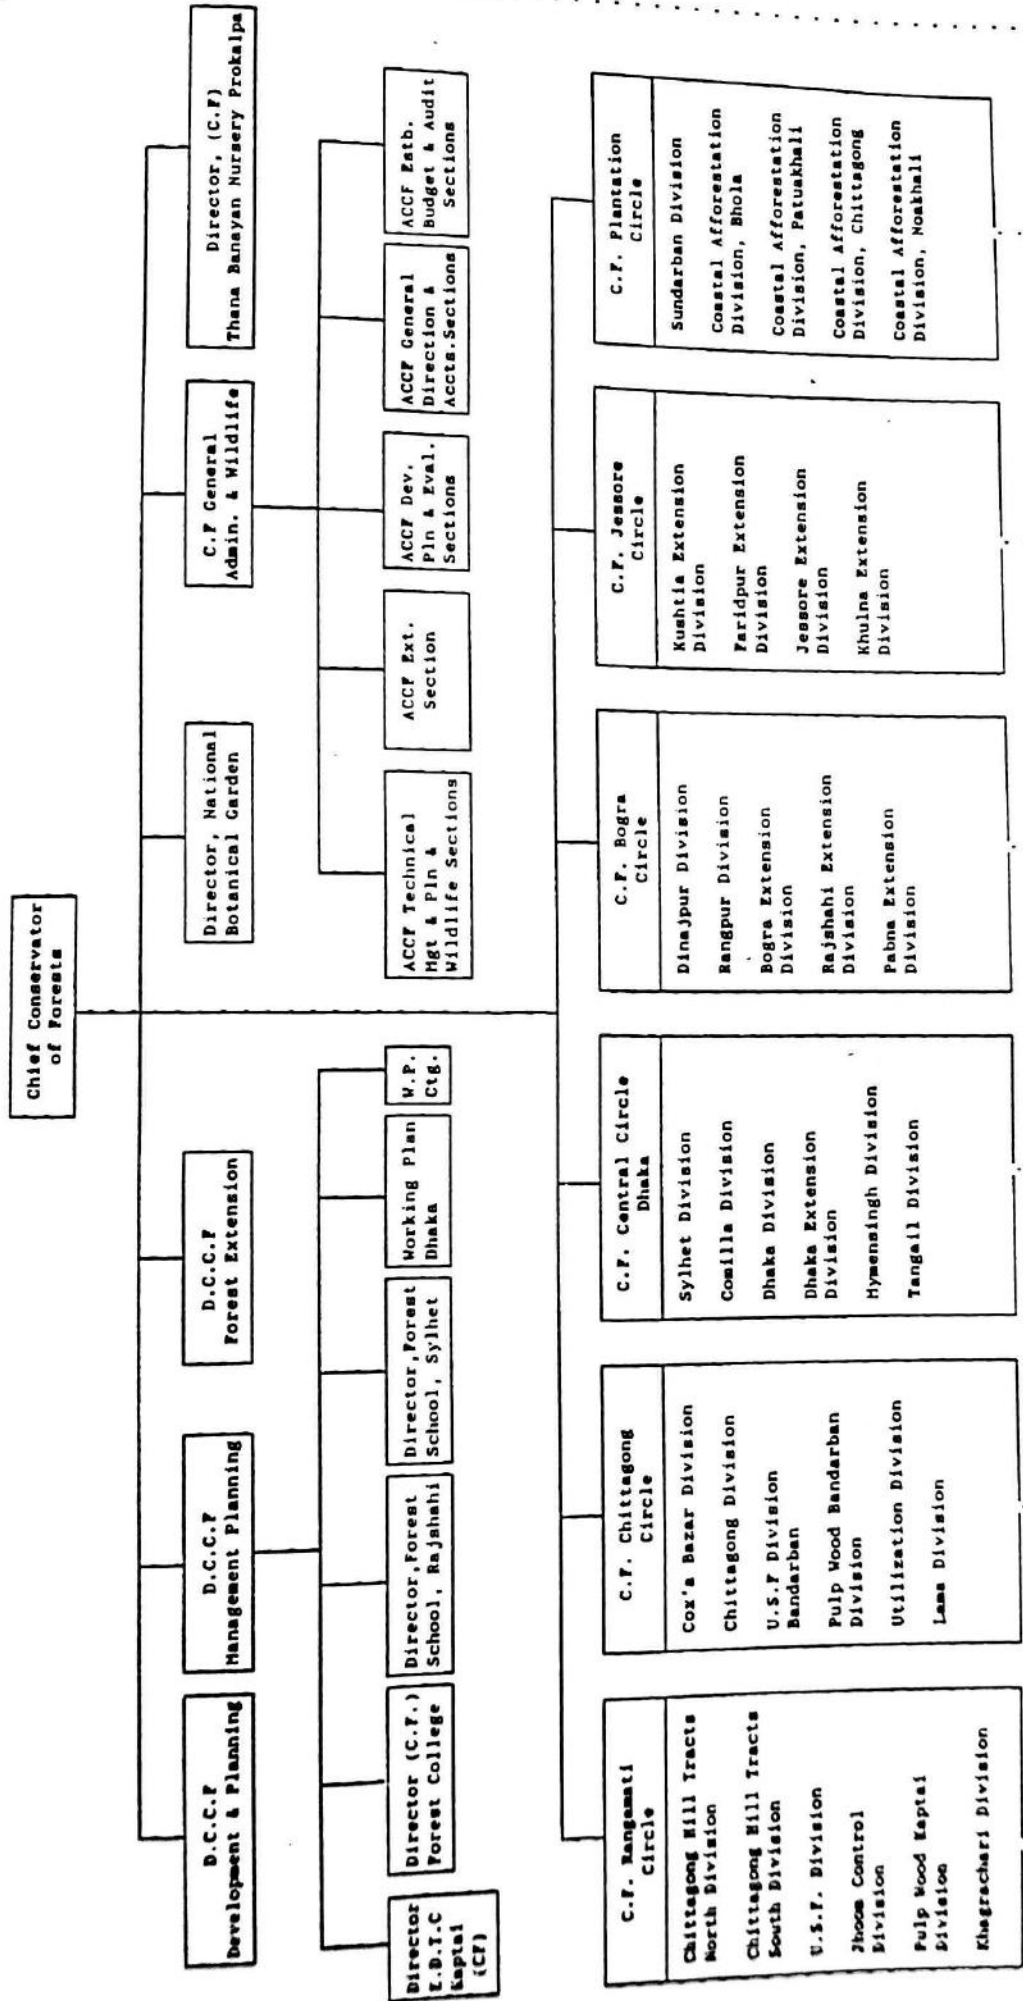 Chief Conservator
of Forests
D.C.C.F
Development & Planning
D.C.C.F
Management Planning
D.C.C.F
Forest Extension
Director, National
Botanical Garden
C.F General
Admin. & Wildlife
Director, (C.F)
Thana Banayan Nursery Prokalpa
Director
E.D.T.C
Kaptai
(CF)
Director (C.F.)
Forest College
Director,Forest
School, Rajshahi
Director,Forest
School, Sylhet
Working Plan
Dhaka
W.P.
Ctg.
ACCF Technical
Mgt & Pln &
Wildlife Sections
ACCF Ext.
Section
ACCF Dev.
Pln & Eval.
Sections
ACCF General
Direction &
Accts.Sections
ACCF Estb.
Budget & Audit
Sections
C.F. Rangamati
Circle
Chittagong Hill Tracts
North Division
Chittagong Hill Tracts
South Division
U.S.F. Division
Jhoom Control
Division
Pulp Wood Kaptai
Division
Khagrachari Division
C.F. Chittagong
Circle
Cox'a Bazar Division
Chittagong Division
U.S.F Division
Bandarban
Pulp Wood Bandarban
Division
Utilization Division
Lama Division
C.F. Central Circle
Dhaka
Sylhet Division
Comilla Division
Dhaka Division
Dhaka Extension
Division
Mymensingh Division
Tangail Division
C.F. Bogra
Circle
Dinajpur Division
Rangpur Division
Bogra Extension
Division
Rajshahi Extension
Division
Pabna Extension
Division
C.F. Jessore
Circle
Kushtia Extension
Division
Faridpur Extension
Division
Jessore Extension
Division
Khulna Extension
Division
C.F. Plantation
Circle
Sundarban Division
Coastal Afforestation
Division, Bhola
Coastal Afforestation
Division, Patuakhali
Coastal Afforestation
Division, Chittagong
Coastal Afforestation
Division, Noakhali